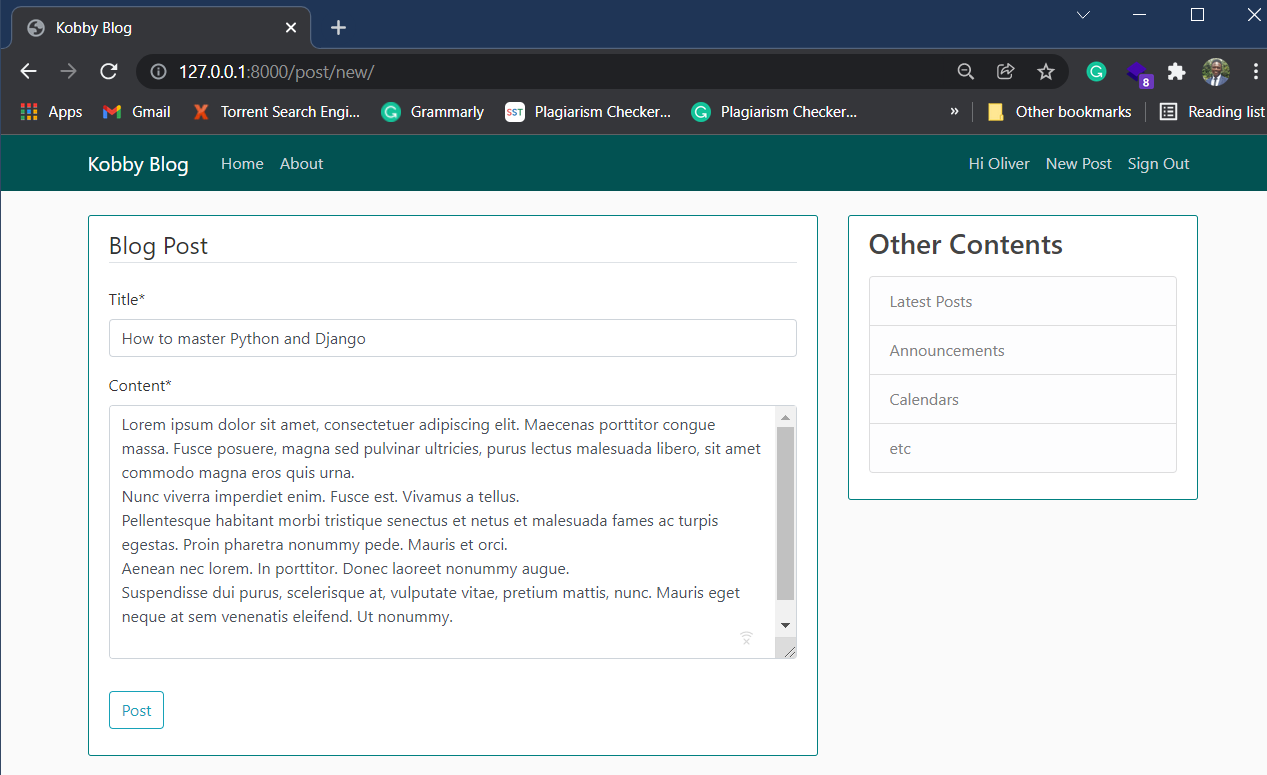 Kobby Blog
127.0.0.1:8000/post/new/
8
Apps
Gmail
Torrent Search Engi...
Grammarly
SST
Plagiarism Checker...
Plagiarism Checker...
»
Other bookmarks
Reading list
Kobby Blog
Home
About
Hi Oliver
New Post
Sign Out
Blog Post
Title*
How to master Python and Django
Content*
Lorem ipsum dolor sit amet, consectetuer adipiscing elit. Maecenas porttitor congue
massa. Fusce posuere, magna sed pulvinar ultricies, purus lectus malesuada libero, sit amet
commodo magna eros quis urna.
Nunc viverra imperdiet enim. Fusce est. Vivamus a tellus.
Pellentesque habitant morbi tristique senectus et netus et malesuada fames ac turpis
egestas. Proin pharetra nonummy pede. Mauris et orci.
Aenean nec lorem. In porttitor. Donec laoreet nonummy augue.
Suspendisse dui purus, scelerisque at, vulputate vitae, pretium mattis, nunc. Mauris eget
neque at sem venenatis eleifend. Ut nonummy.
Post
Other Contents
Latest Posts
Announcements
Calendars
etc